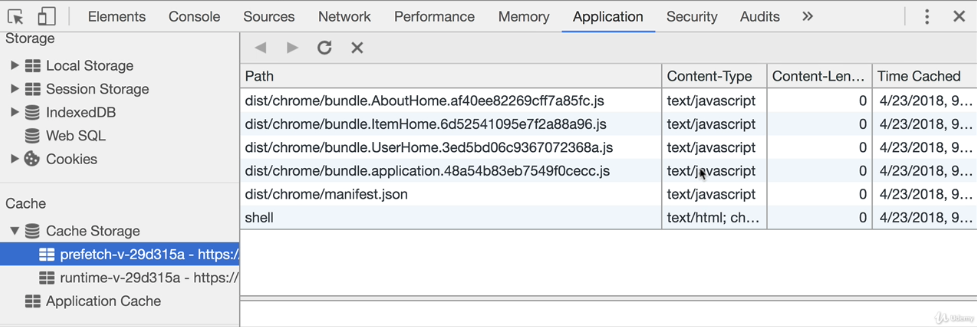 Elements Console Sources Network Performance Memory Application Security Audits »
Storage
Local Storage
Session Storage
IndexedDB
Web SQL
Cookies
Cache
Cache Storage
prefetch-v-29d315a - https:/
runtime-v-29d315a - https://
Application Cache
Path Content-Type Content-Len... Time Cached
dist/chrome/bundle.AboutHome.af40ee82269cff7a85fc.js text/javascript 0 4/23/2018, 9...
dist/chrome/bundle.ItemHome.6d52541095e7f2a88a96.js text/javascript 0 4/23/2018, 9...
dist/chrome/bundle.UserHome.3ed5bd06c9367072368a.js text/javascript 0 4/23/2018, 9...
dist/chrome/bundle.application.48a54b83eb7549f0cecc.js text/javascript 0 4/23/2018, 9...
dist/chrome/manifest.json text/javascript 0 4/23/2018, 9...
shell text/html; ch... 0 4/23/2018, 9...
Udemy